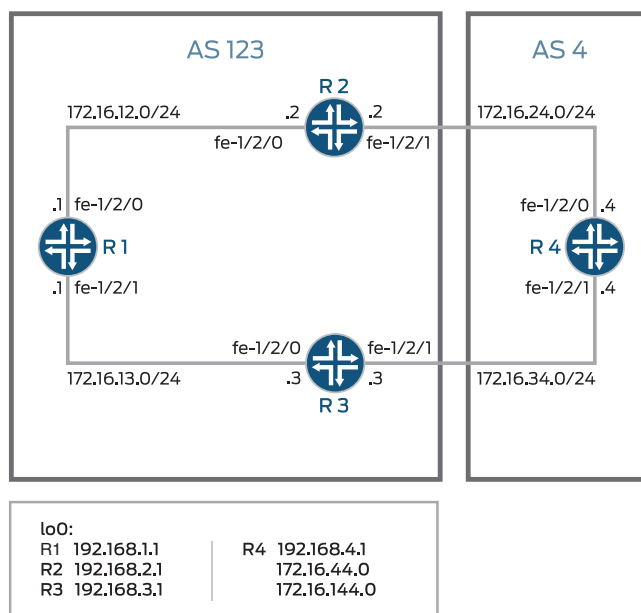 AS 123
AS 4
R 2
172.16.12.0/24
.2
.2
172.16.24.0/24
fe-1/2/0
fe-1/2/1
.1
fe-1/2/0
fe-1/2/0
.4
R 1
R 4
.1
fe-1/2/1
fe-1/2/1
.4
fe-1/2/0
fe-1/2/1
172.16.13.0/24
.3
.3
172.16.34.0/24
R 3
lo0:
R1 192.168.1.1
R2 192.168.2.1
R3 192.168.3.1
R4 192.168.4.1
172.16.44.0
172.16.144.0